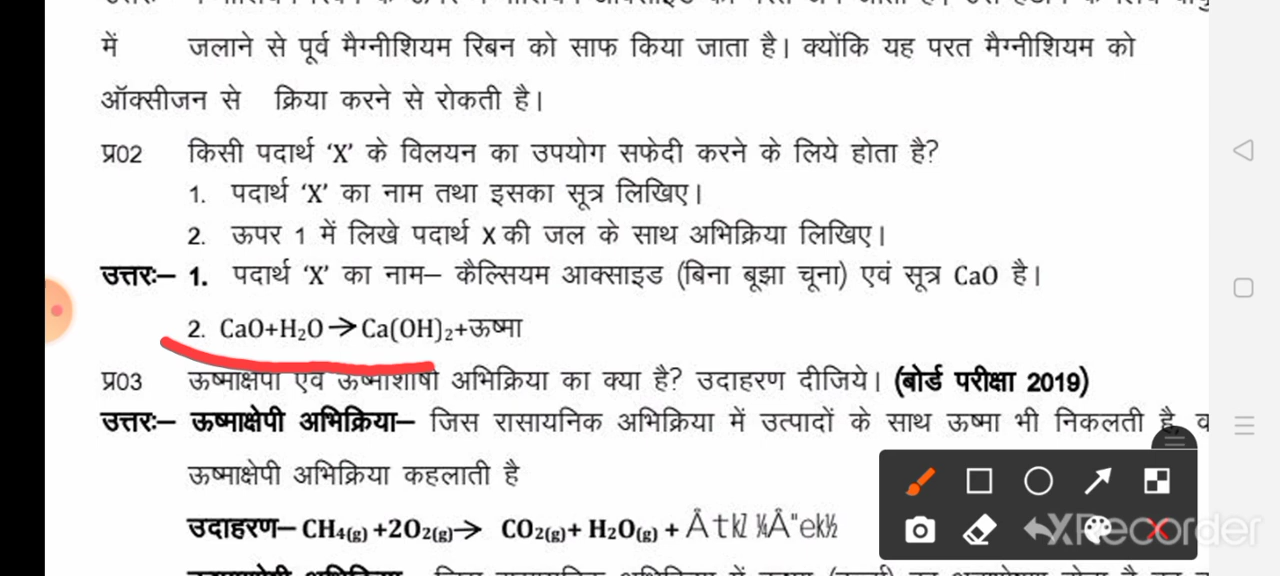 में जलाने से पूर्व मैग्नीशियम रिबन को साफ किया जाता है। क्योंकि यह परत मैग्नीशियम को
ऑक्सीजन से क्रिया करने से रोकती है।
प्र02 किसी पदार्थ ‘X’ के विलयन का उपयोग सफेदी करने के लिये होता है?
1. पदार्थ ‘X’ का नाम तथा इसका सूत्र लिखिए।
2. ऊपर 1 में लिखे पदार्थ X की जल के साथ अभिक्रिया लिखिए।
उत्तरः– 1. पदार्थ ‘X’ का नाम– कैल्सियम आक्साइड (बिना बूझा चूना) एवं सूत्र CaO है।
2. CaO+H₂O→Ca(OH)₂+ऊष्मा
प्र03 ऊष्माक्षेपी एवं ऊष्माशोषी अभिक्रिया का क्या है? उदाहरण दीजिये। (बोर्ड परीक्षा 2019)
उत्तरः– ऊष्माक्षेपी अभिक्रिया– जिस रासायनिक अभिक्रिया में उत्पादों के साथ ऊष्मा भी निकलती है,
ऊष्माक्षेपी अभिक्रिया कहलाती है
उदाहरण– CH₄(g) +2O₂(g)→ CO₂(g)+ H₂O(g) +
XRecorder